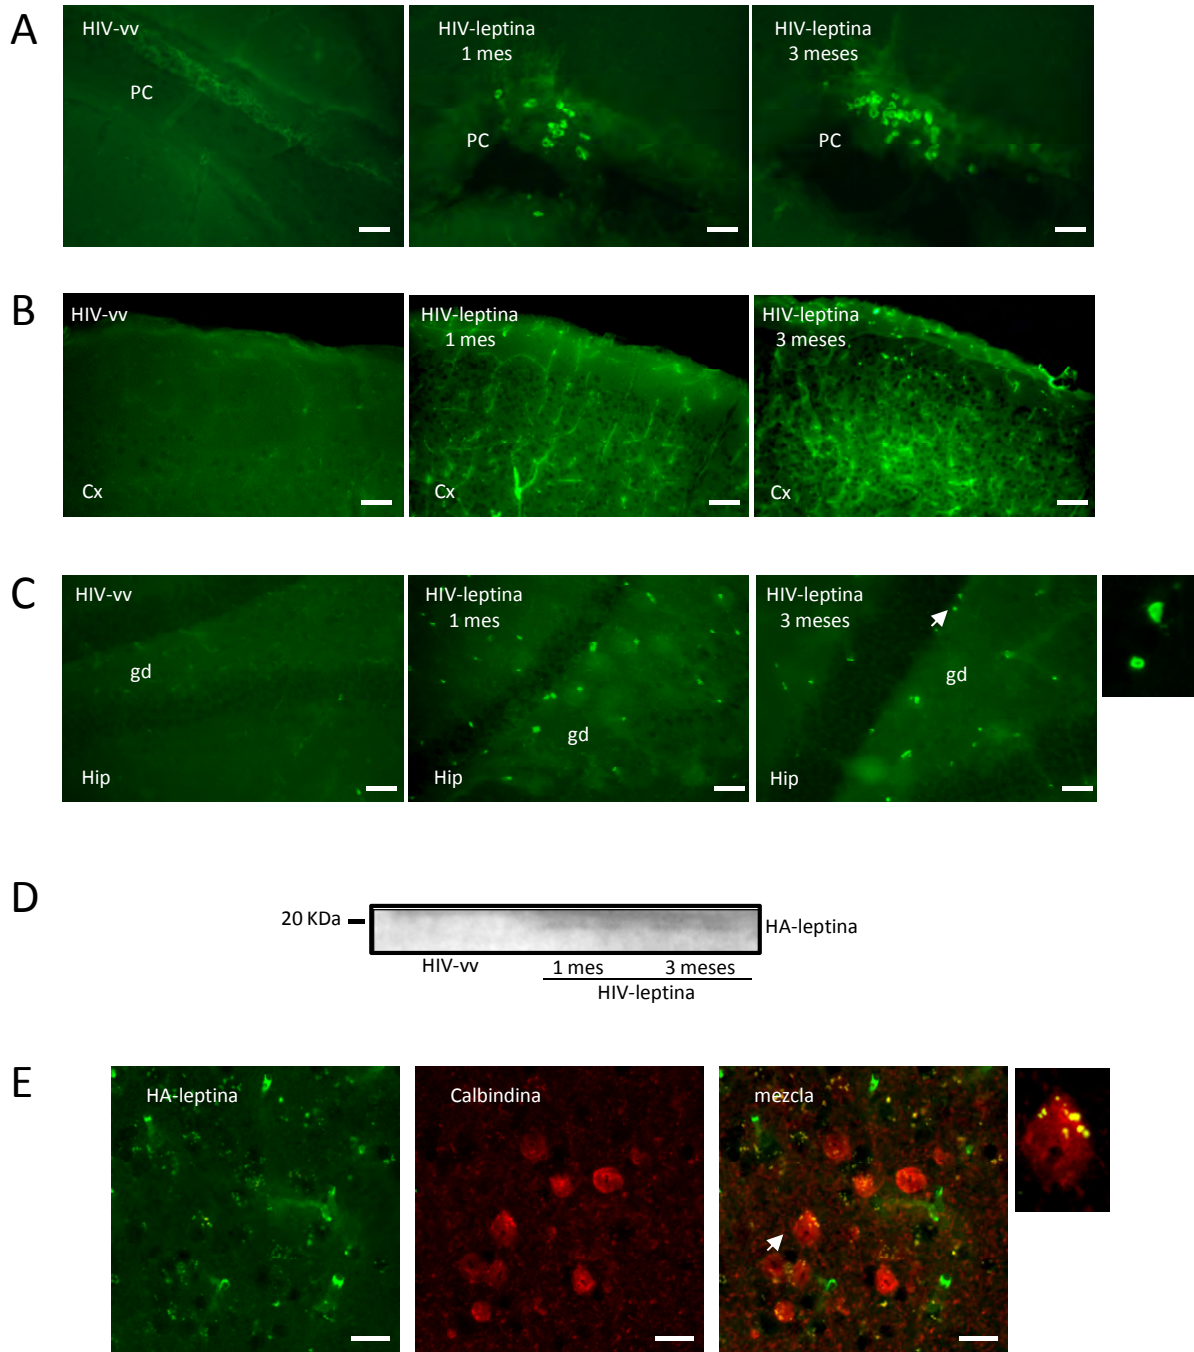 A
HIV-vv
PC
HIV-leptina
1 mes
PC
HIV-leptina
3 meses
PC
B
HIV-vv
Cx
HIV-leptina
1 mes
Cx
HIV-leptina
3 meses
Cx
C
HIV-vv
gd
Hip
HIV-leptina
1 mes
gd
Hip
HIV-leptina
3 meses
gd
Hip
D
20 KDa
HA-leptina
HIV-vv
1 mes
3 meses
HIV-leptina
E
HA-leptina
Calbindina
mezcla